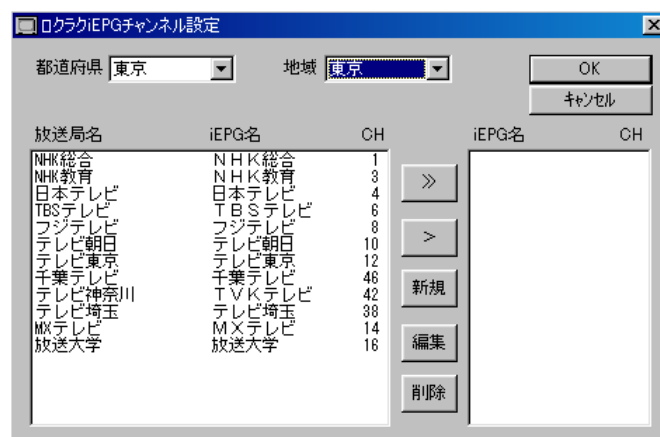 ロクラクiEPGチャンネル設定
都道府県 東京 地域 東京 OK
キャンセル
放送局名 iEPG名 CH iEPG名 CH
NHK総合 ＮＨＫ総合 1
NHK教育 ＮＨＫ教育 3
日本テレビ 日本テレビ 4
TBSテレビ ＴＢＳテレビ 6
フジテレビ フジテレビ 8
テレビ朝日 テレビ朝日 10
テレビ東京 テレビ東京 12
千葉テレビ 千葉テレビ 46
テレビ神奈川 ＴＶＫテレビ 42
テレビ埼玉 テレビ埼玉 38
MXテレビ ＭＸテレビ 14
放送大学 放送大学 16
≫
＞
新規
編集
削除